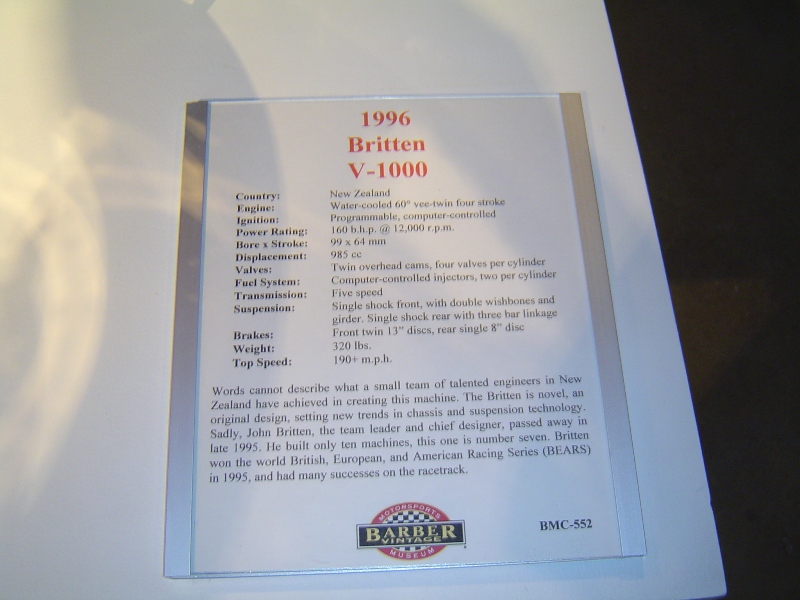 1996
Britten
V-1000
Country: New Zealand
Engine: Water-cooled 60° vee-twin four stroke
Ignition: Programmable, computer-controlled
Power Rating: 160 b.h.p. @ 12,000 r.p.m.
Bore x Stroke: 99 x 64 mm
Displacement: 985 cc
Valves: Twin overhead cams, four valves per cylinder
Fuel System: Computer-controlled injectors, two per cylinder
Transmission: Five speed
Suspension: Single shock front, with double wishbones and
girder. Single shock rear with three bar linkage
Brakes: Front twin 13" discs, rear single 8" disc
Weight: 320 lbs.
Top Speed: 190+ m.p.h.
Words cannot describe what a small team of talented engineers in New
Zealand have achieved in creating this machine. The Britten is novel, an
original design, setting new trends in chassis and suspension technology.
Sadly, John Britten, the team leader and chief designer, passed away in
late 1995. He built only ten machines, this one is number seven. Britten
won the world British, European, and American Racing Series (BEARS)
in 1995, and had many successes on the racetrack.
MOTORSPORTS
BARBER
VINTAGE
MUSEUM
BMC-552